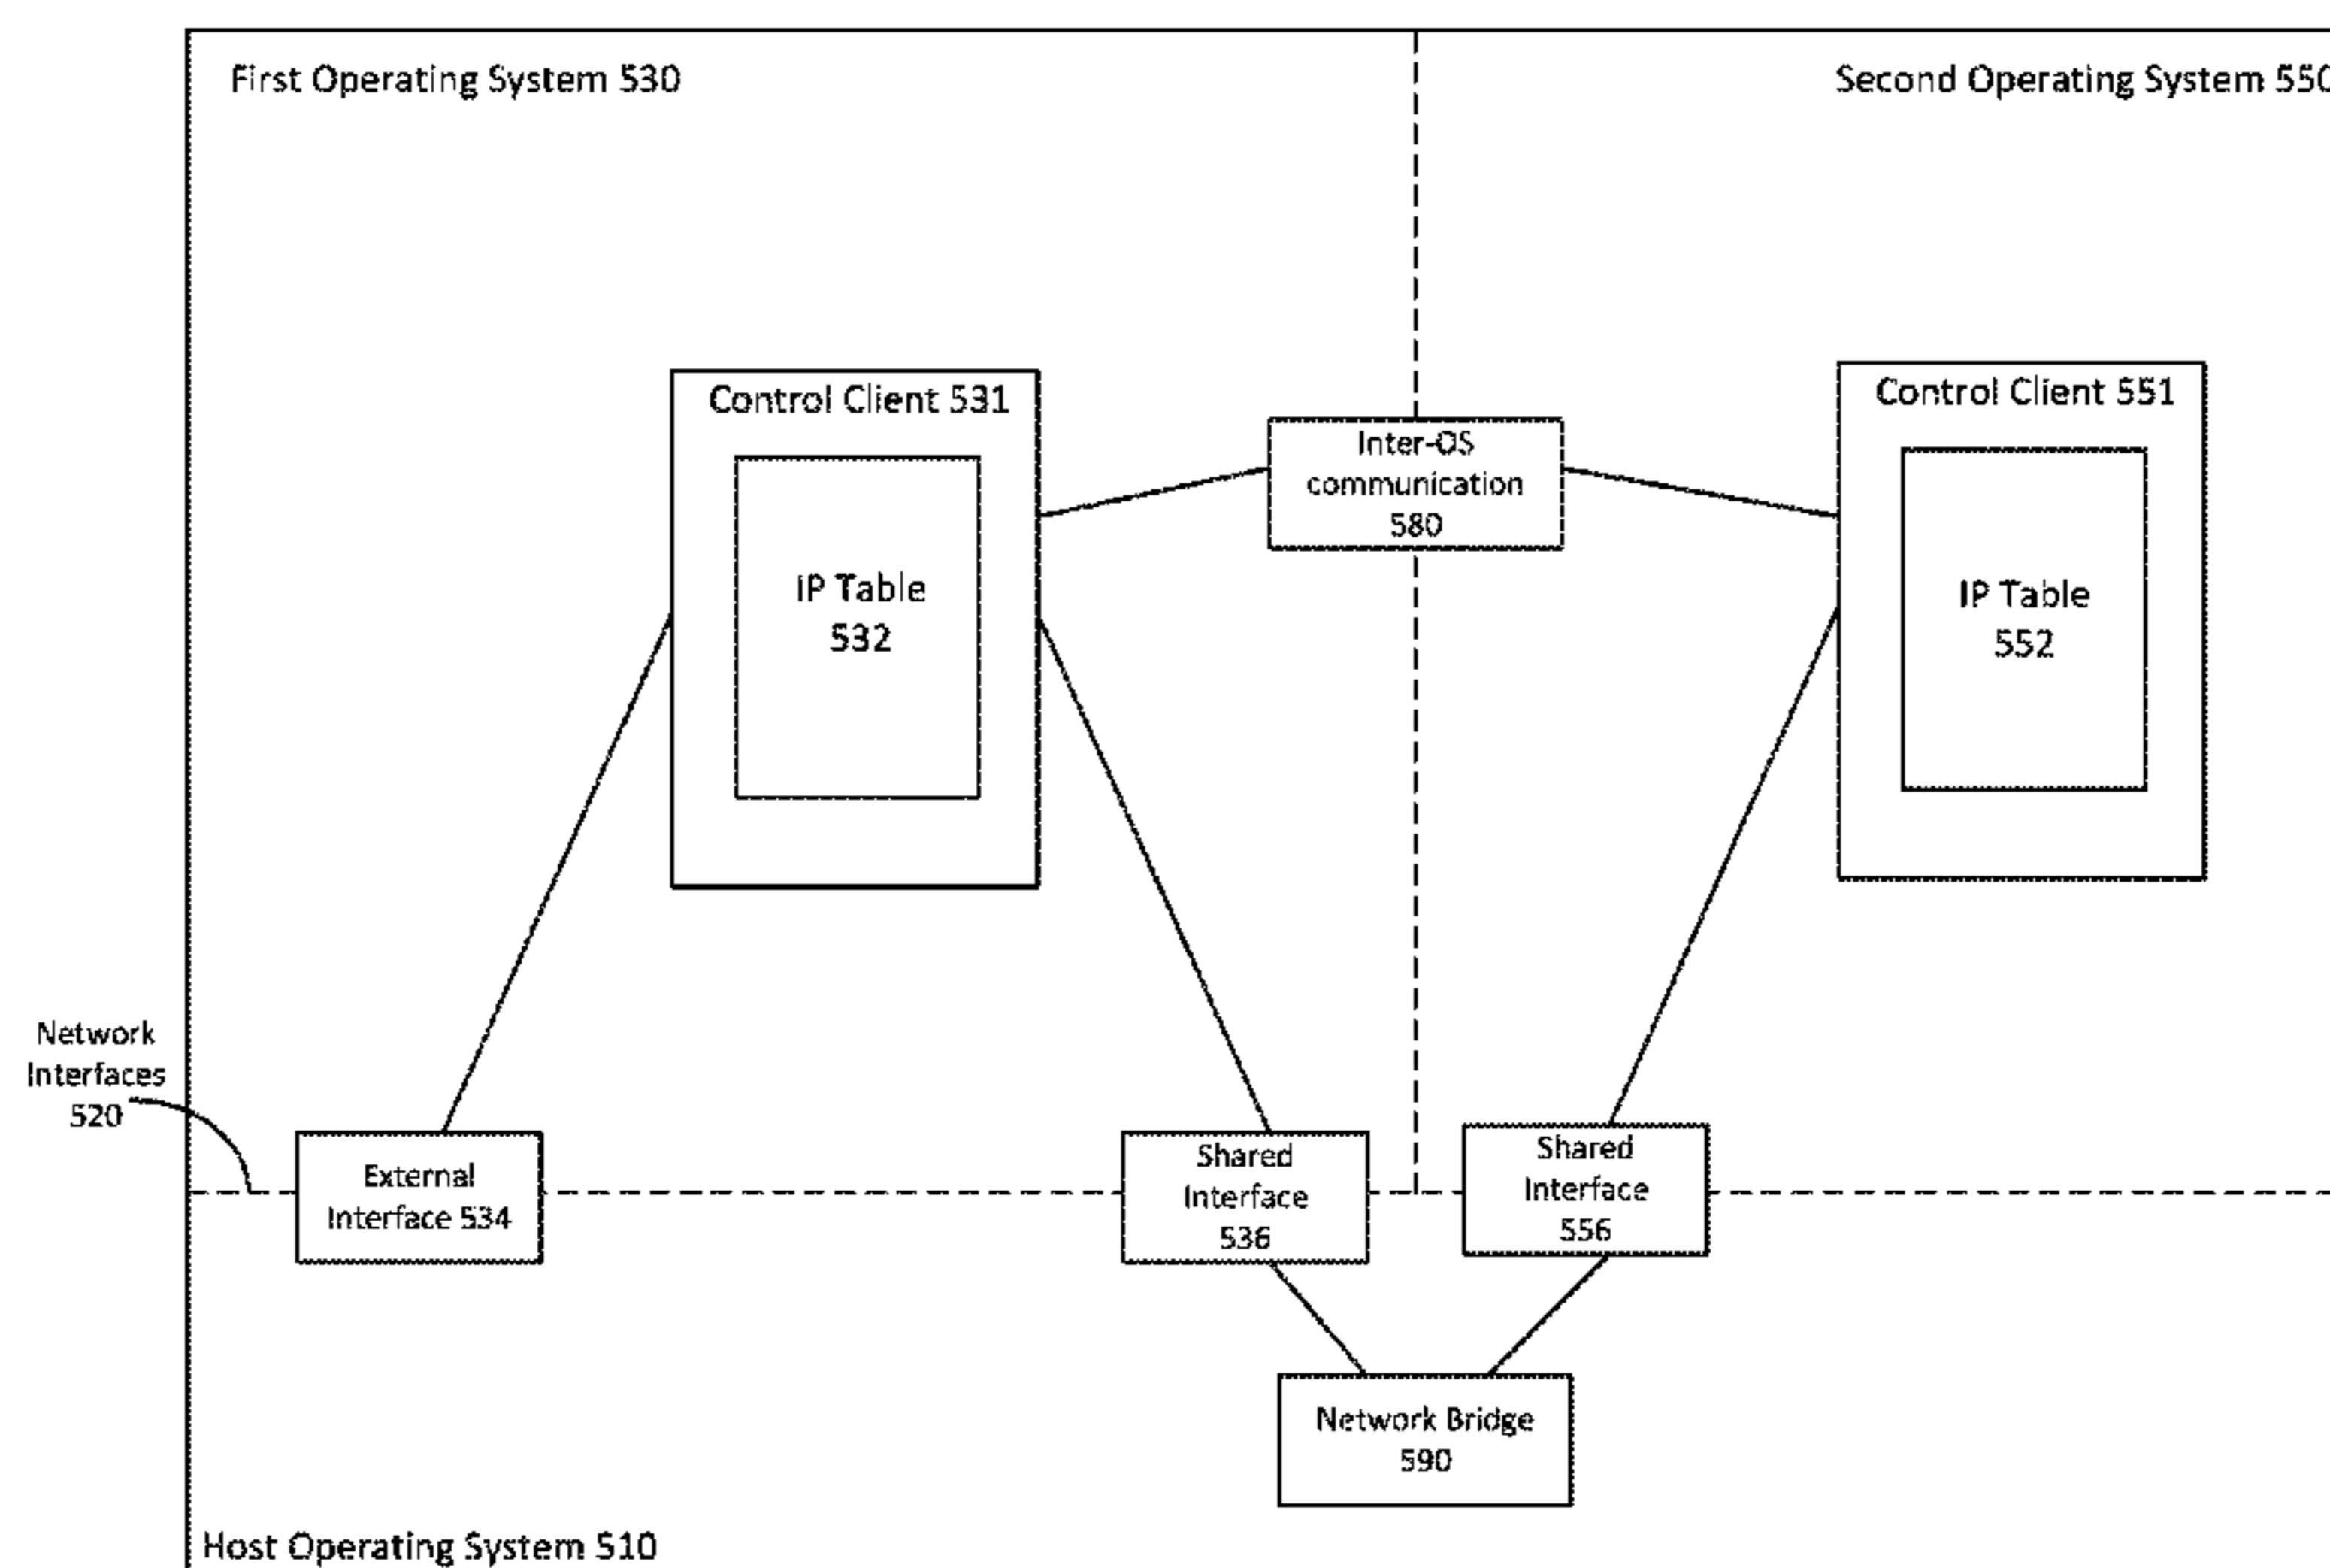 First Operating System 530
Second Operating System 550
Control Client 531
IP Table
532
Inter-OS
communication
580
Control Client 551
IP Table
552
Network
Interfaces
520
External
Interface 534
Shared
Interface
536
Shared
Interface
556
Network Bridge
590
Host Operating System 510